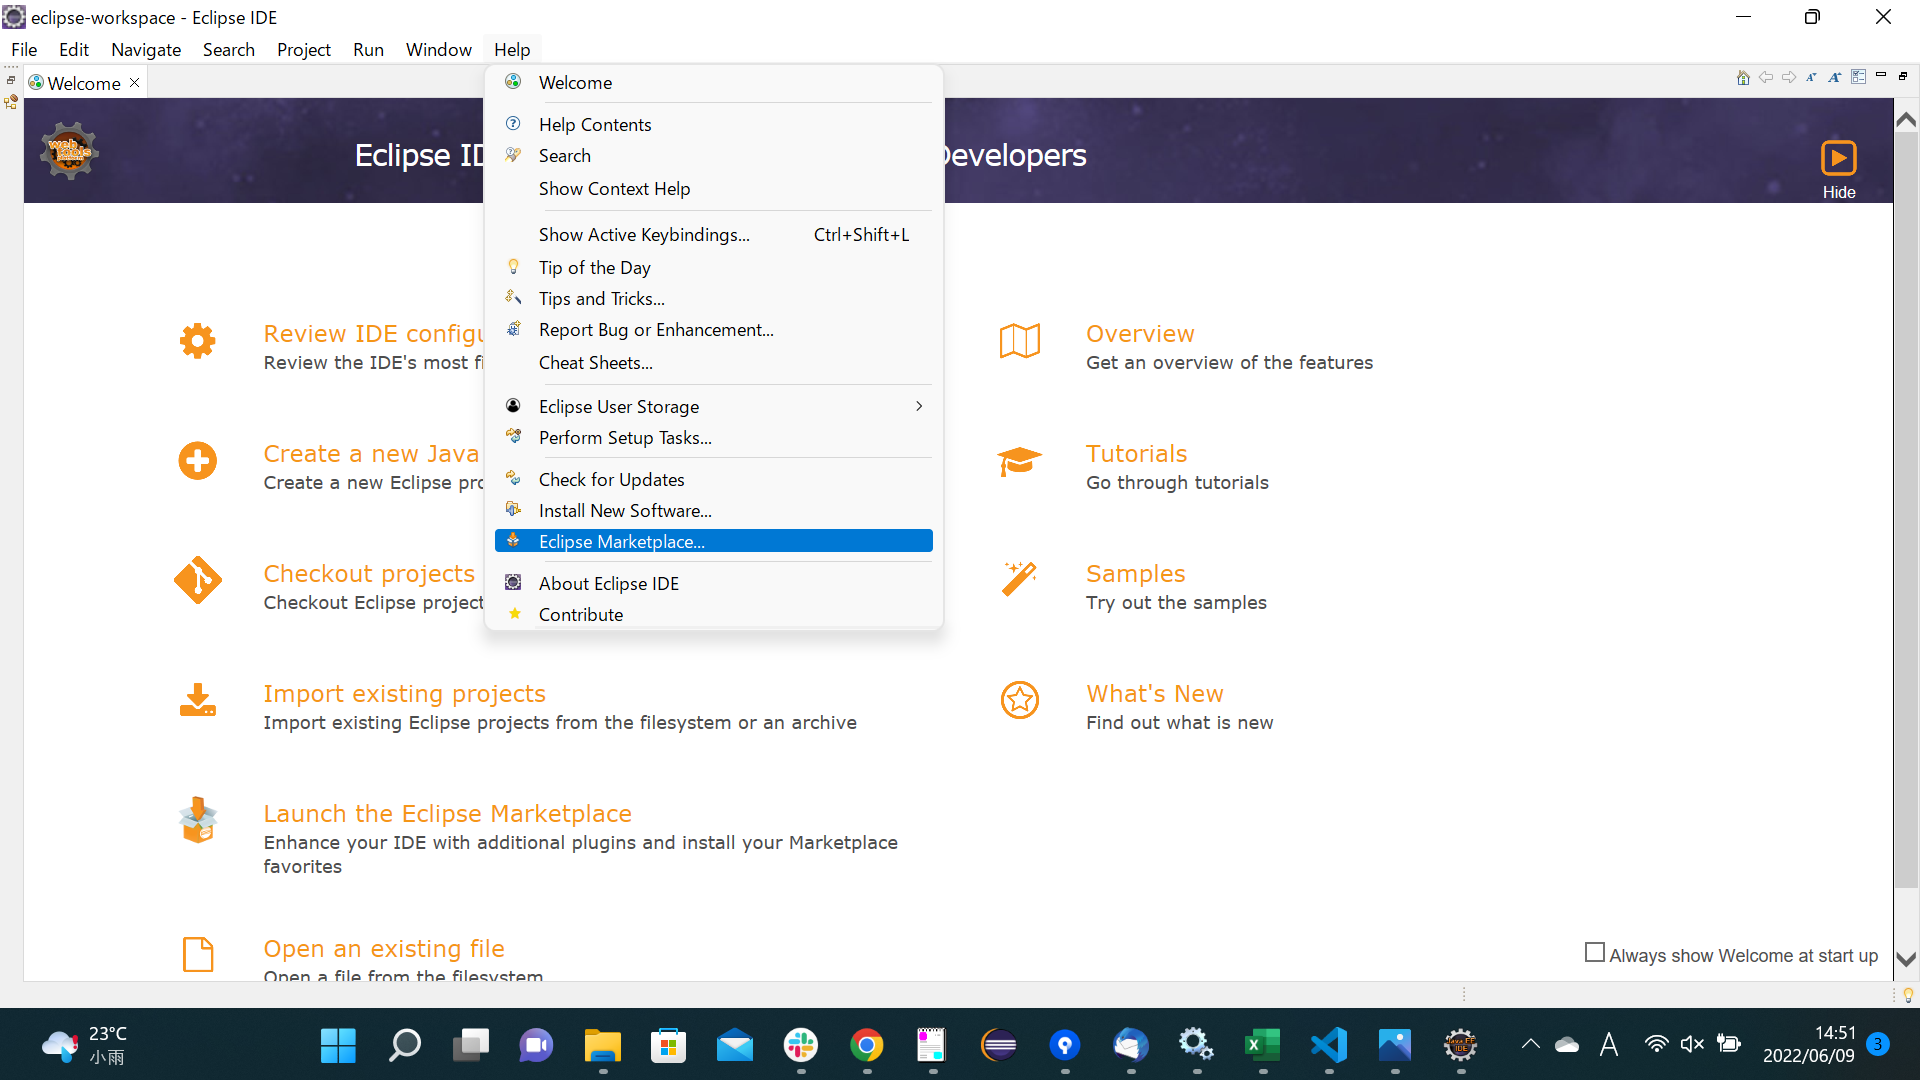 eclipse-workspace - Eclipse IDE
File Edit Navigate Search Project Run Window Help
Welcome
Welcome
Help Contents
Search
Show Context Help
Show Active Keybindings... Ctrl+Shift+L
Tip of the Day
Tips and Tricks...
Report Bug or Enhancement...
Cheat Sheets...
Eclipse User Storage
Perform Setup Tasks...
Check for Updates
Install New Software...
Eclipse Marketplace...
About Eclipse IDE
Contribute
web tools
Eclipse ID
Developers
Hide
Review IDE configu
Review the IDE's most fi
Create a new Java
Create a new Eclipse pro
Checkout projects
Checkout Eclipse project
Import existing projects
Import existing Eclipse projects from the filesystem or an archive
Launch the Eclipse Marketplace
Enhance your IDE with additional plugins and install your Marketplace
favorites
Open an existing file
Open a file from the filesystem
Overview
Get an overview of the features
Tutorials
Go through tutorials
Samples
Try out the samples
What's New
Find out what is new
Always show Welcome at start up
23°C
小雨
Java EE
IDE
A
14:51
2022/06/09
3